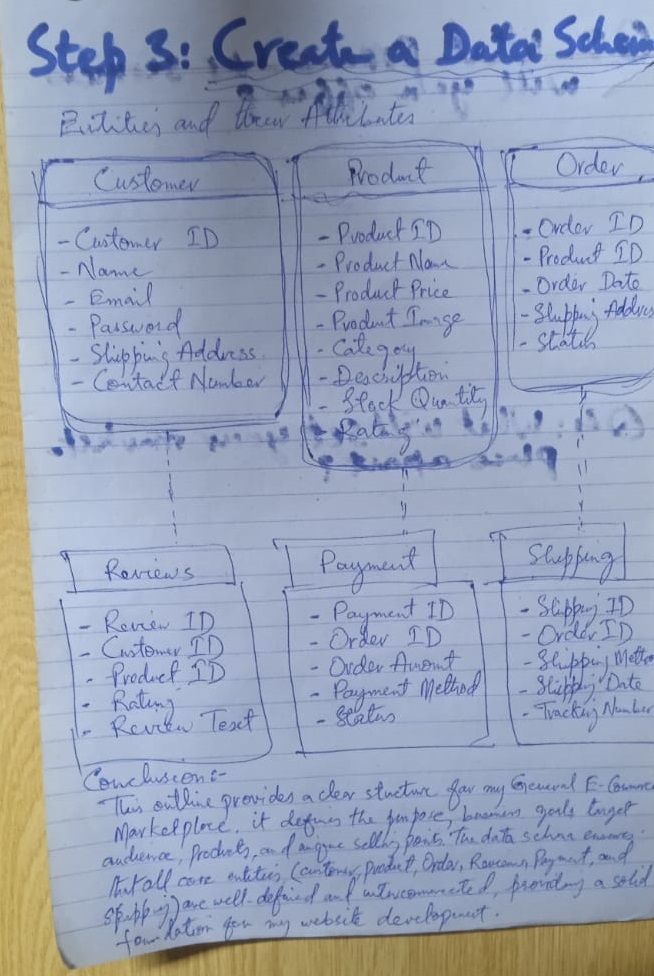 Step 3: Create a Data Schem
Entities and their Attributes
Customer
- Customer ID
- Name
- Email
- Password
- Shipping Address
- Contact Number
Product
- Product ID
- Product Name
- Product Price
- Product Image
- Category
- Description
- Stock Quantity
- Rating
Order
- Order ID
- Product ID
- Order Date
- Shipping Address
- Status
Reviews
- Review ID
- Customer ID
- Product ID
- Rating
- Review Text
Payment
- Payment ID
- Order ID
- Order Amount
- Payment Method
- Status
Shipping
- Shipping ID
- Order ID
- Shipping Metho
- Shipping Date
- Tracking Number
Conclusion:-
This outline provides a clear structure for my General E-Commer
Marketplace. it defines the purpose, business goals target
audience, Products, and unique selling points. The data schema ensures
that all core entities (customer, Product, Order, Reviews, Payment, and
shipping) are well-defined and interconnected, providing a solid
foundation for my website development.